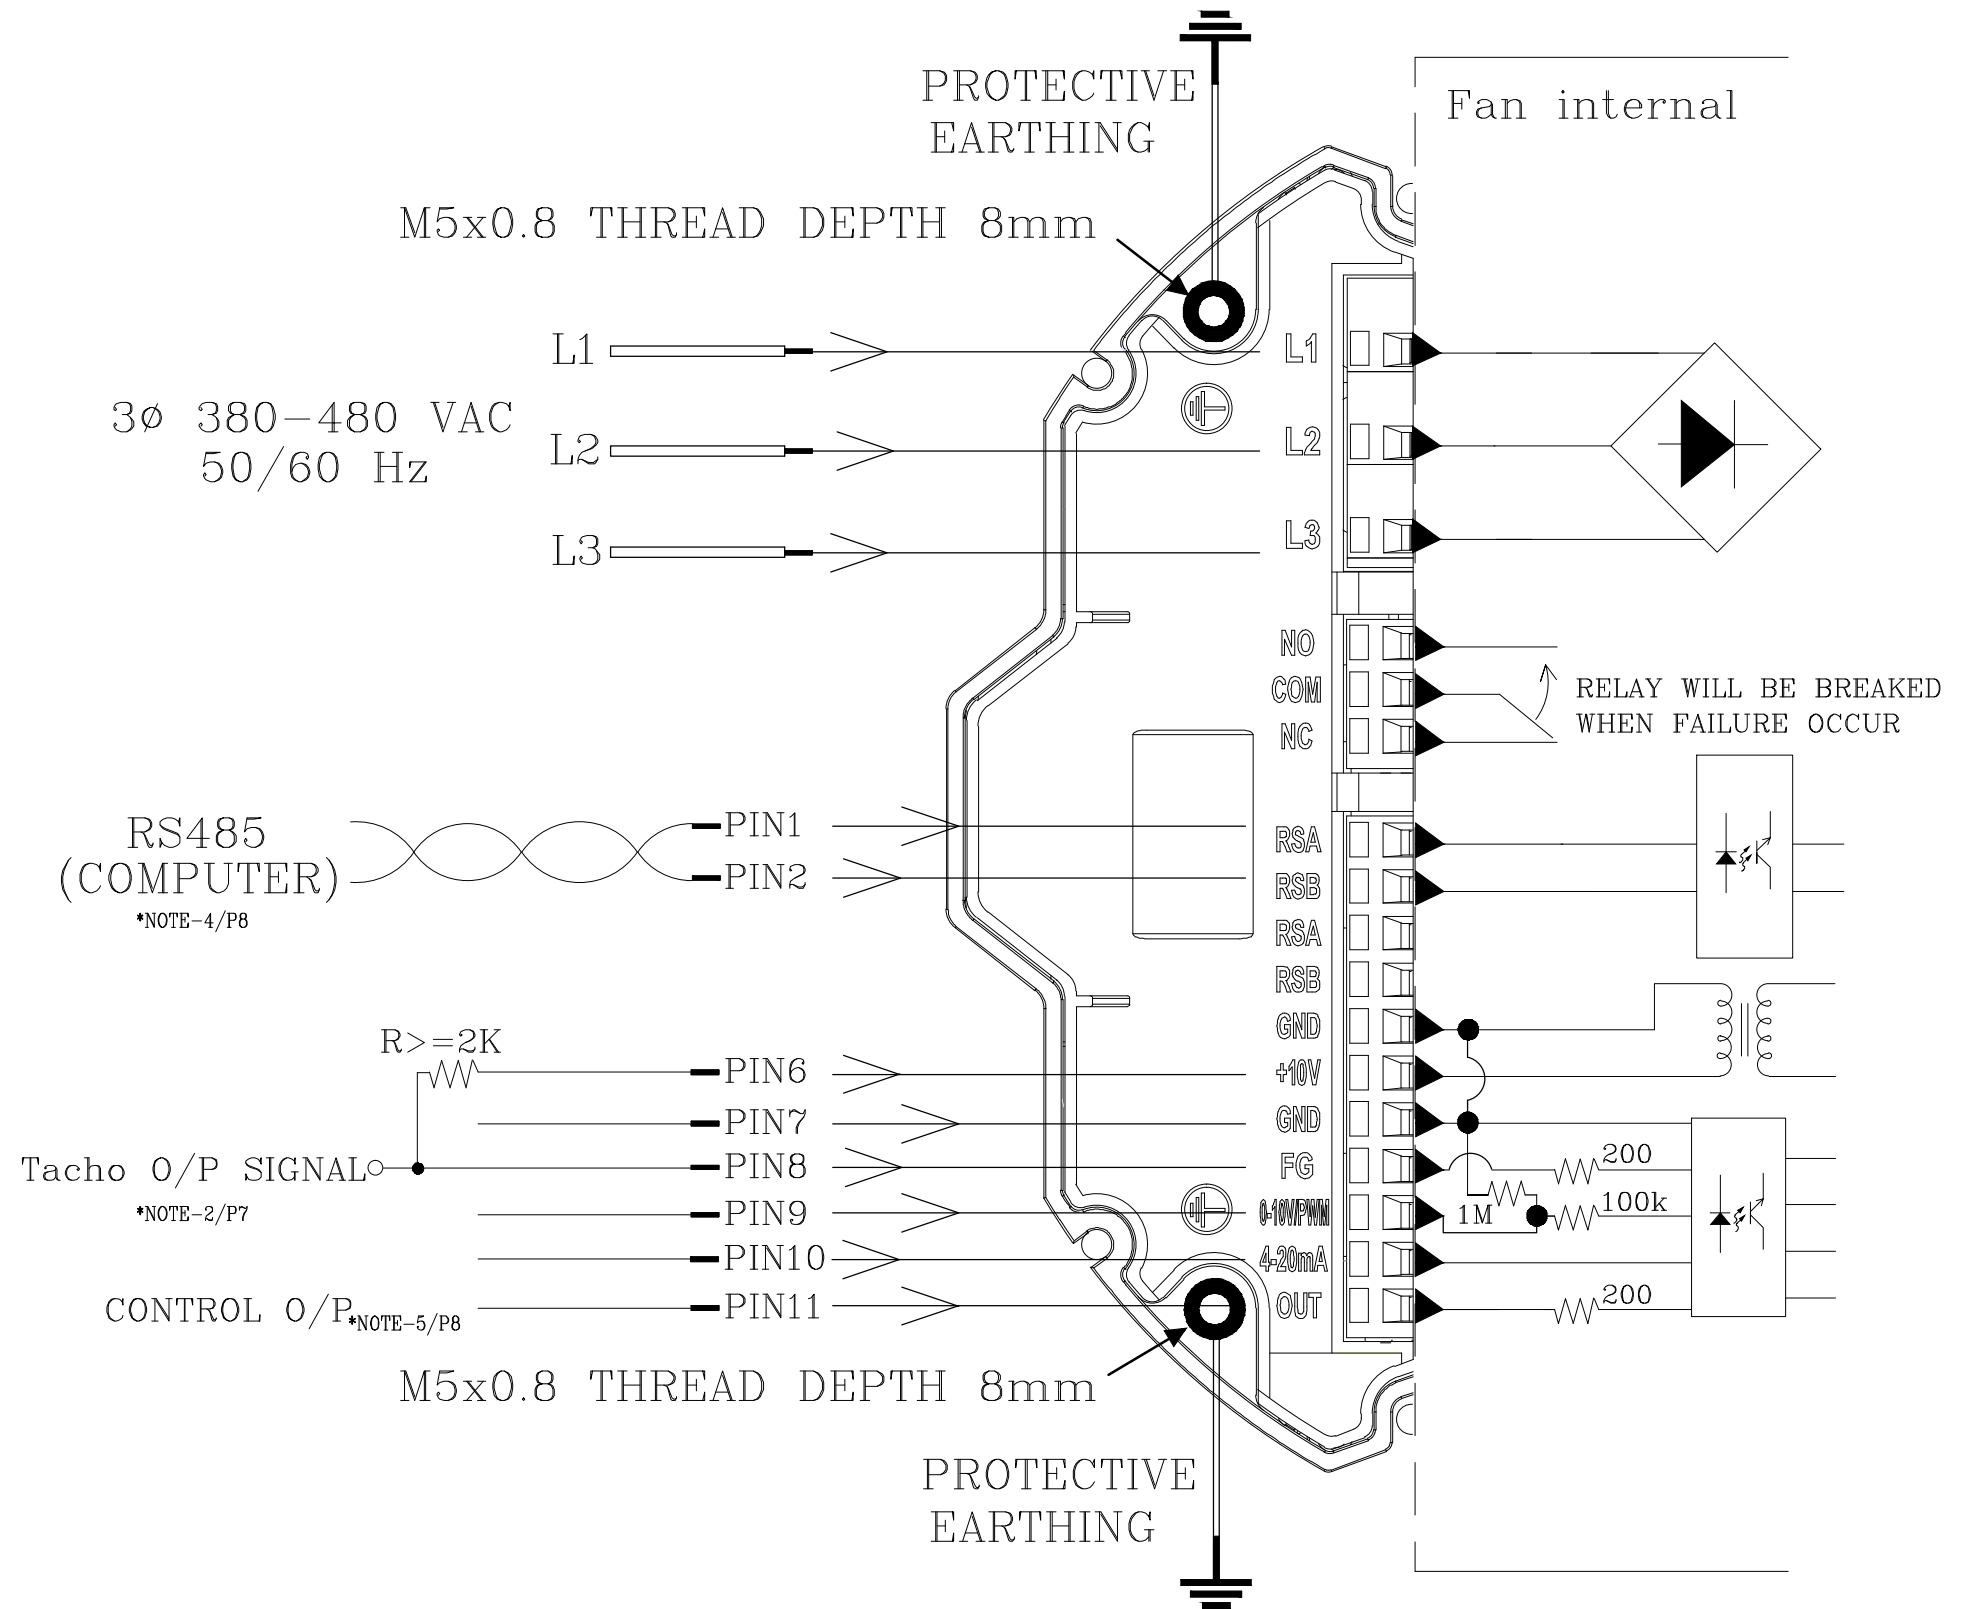 PROTECTIVE
EARTHING
Fan internal
M5x0.8 THREAD DEPTH 8mm
L1
L1
3ø 380-480 VAC
50/60 Hz
L2
L2
L3
L3
NO
COM
NC
RELAY WILL BE BREAKED
WHEN FAILURE OCCUR
RS485
(COMPUTER)
*NOTE-4/P8
PIN1
PIN2
RSA
RSB
RSA
RSB
GND
R>=2K
PIN6
+10V
PIN7
GND
Tacho O/P SIGNAL
*NOTE-2/P7
PIN8
FG
200
PIN9
0-10V/PWM
1M
100k
PIN10
4-20mA
CONTROL O/P*NOTE-5/P8
PIN11
OUT
200
M5x0.8 THREAD DEPTH 8mm
PROTECTIVE
EARTHING